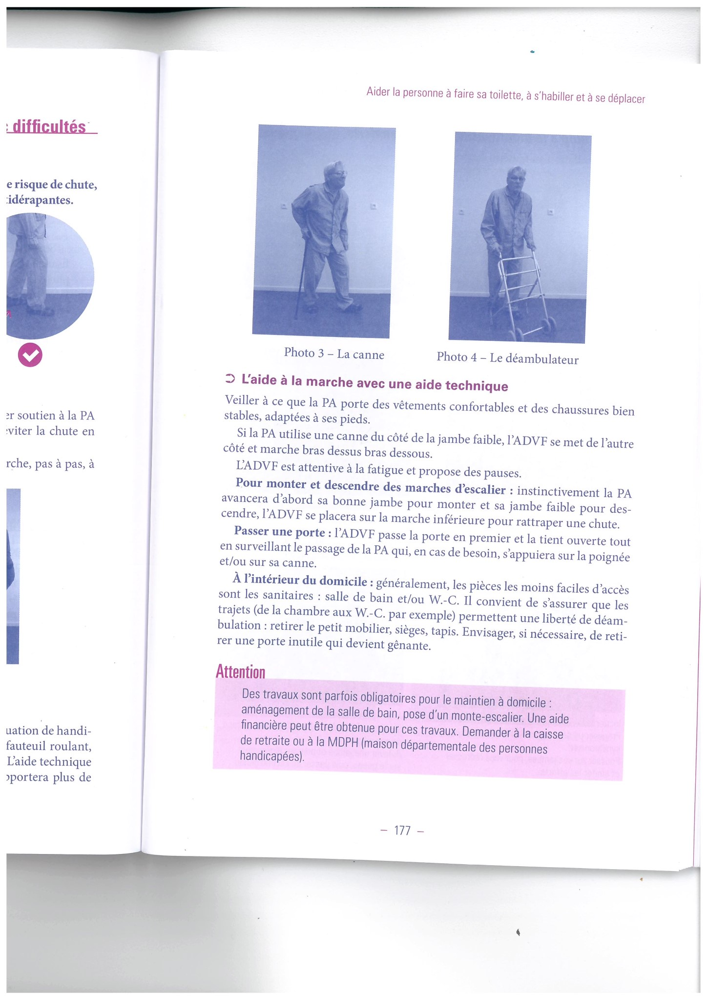 difficultés
e risque de chute,
tidérapantes.
er soutien à la PA
éviter la chute en
rche, pas à pas, à
uation de handi-
fauteuil roulant,
L'aide technique
pportera plus de
Aider la personne à faire sa toilette, à s'habiller et à se déplacer
Photo 3 – La canne
Photo 4 – Le déambulateur
➲ L'aide à la marche avec une aide technique
Veiller à ce que la PA porte des vêtements confortables et des chaussures bien
stables, adaptées à ses pieds.
Si la PA utilise une canne du côté de la jambe faible, l'ADVF se met de l'autre
côté et marche bras dessus bras dessous.
L'ADVF est attentive à la fatigue et propose des pauses.
Pour monter et descendre des marches d'escalier : instinctivement la PA
avancera d'abord sa bonne jambe pour monter et sa jambe faible pour des-
cendre, l'ADVF se placera sur la marche inférieure pour rattraper une chute.
Passer une porte : l'ADVF passe la porte en premier et la tient ouverte tout
en surveillant le passage de la PA qui, en cas de besoin, s'appuiera sur la poignée
et/ou sur sa canne.
À l'intérieur du domicile : généralement, les pièces les moins faciles d'accès
sont les sanitaires : salle de bain et/ou W.-C. Il convient de s'assurer que les
trajets (de la chambre aux W.-C. par exemple) permettent une liberté de déam-
bulation : retirer le petit mobilier, sièges, tapis. Envisager, si nécessaire, de reti-
rer une porte inutile qui devient gênante.
Attention
Des travaux sont parfois obligatoires pour le maintien à domicile :
aménagement de la salle de bain, pose d'un monte-escalier. Une aide
financière peut être obtenue pour ces travaux. Demander à la caisse
de retraite ou à la MDPH (maison départementale des personnes
handicapées).
– 177 –